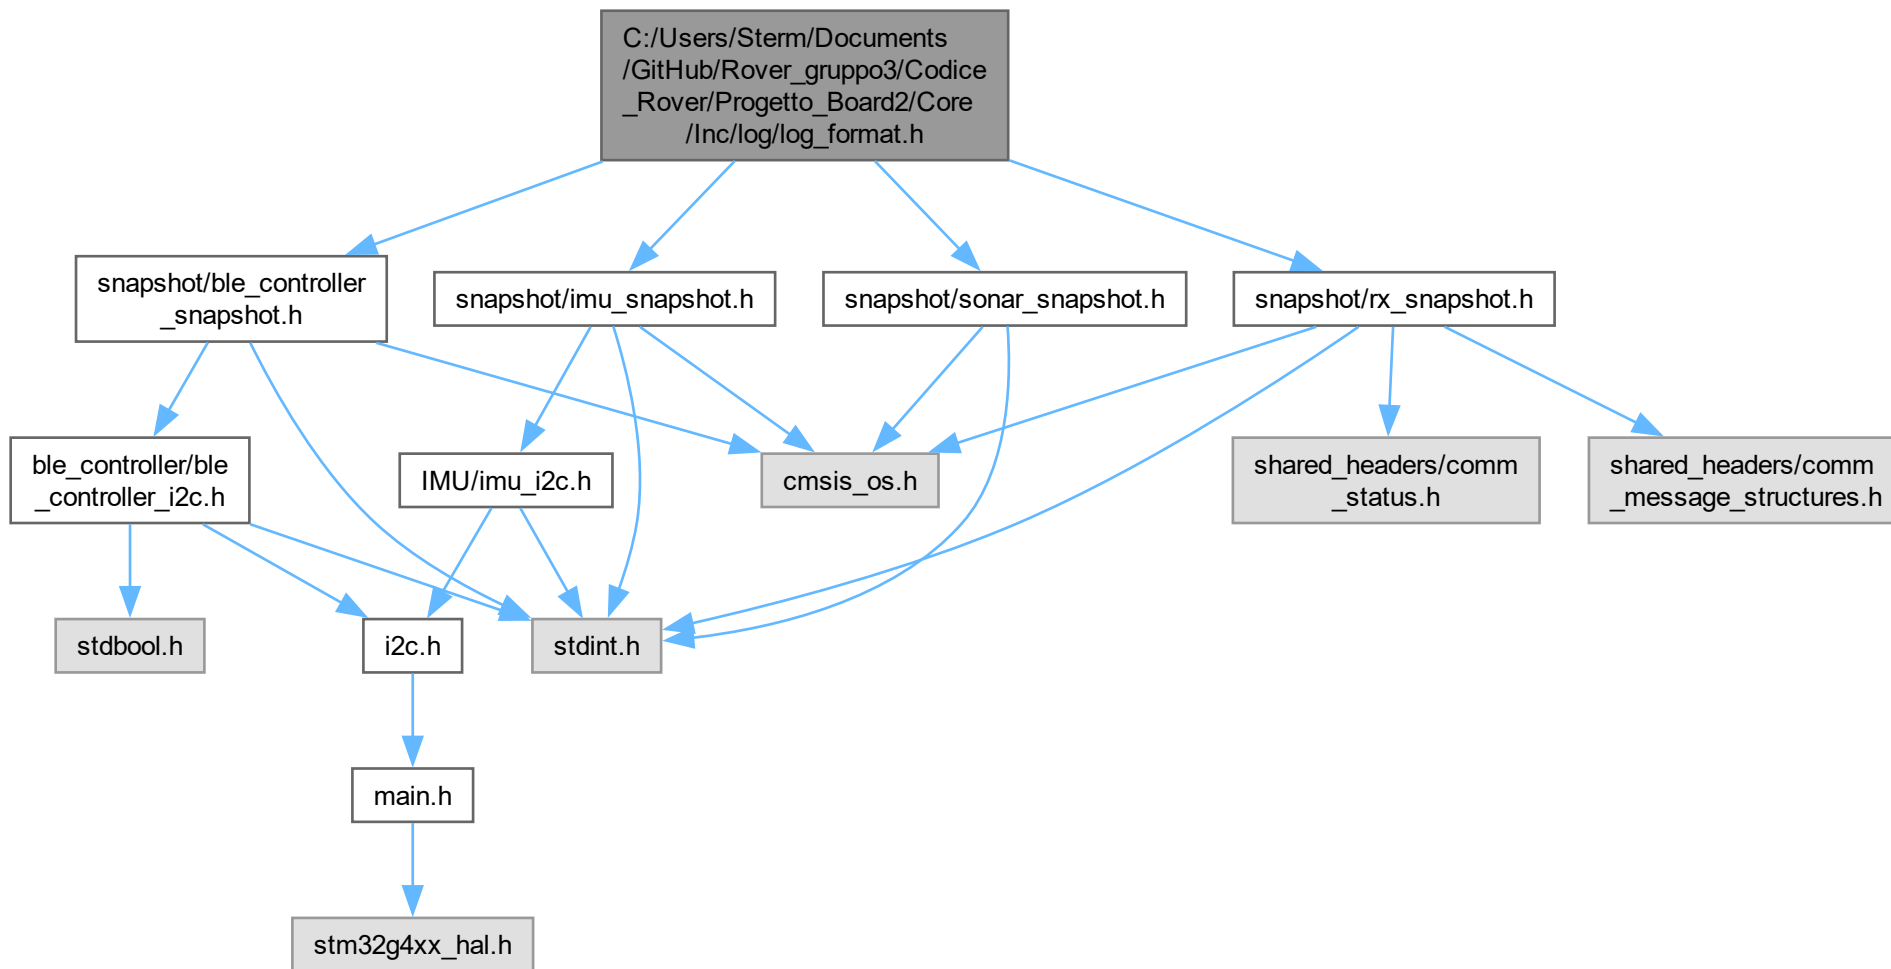 C:/Users/Sterm/Documents
/GitHub/Rover_gruppo3/Codice
_Rover/Progetto_Board2/Core
/Inc/log/log_format.h
snapshot/ble_controller
_snapshot.h
snapshot/imu_snapshot.h
snapshot/sonar_snapshot.h
snapshot/rx_snapshot.h
ble_controller/ble
_controller_i2c.h
IMU/imu_i2c.h
cmsis_os.h
shared_headers/comm
_status.h
shared_headers/comm
_message_structures.h
stdbool.h
i2c.h
stdint.h
main.h
stm32g4xx_hal.h